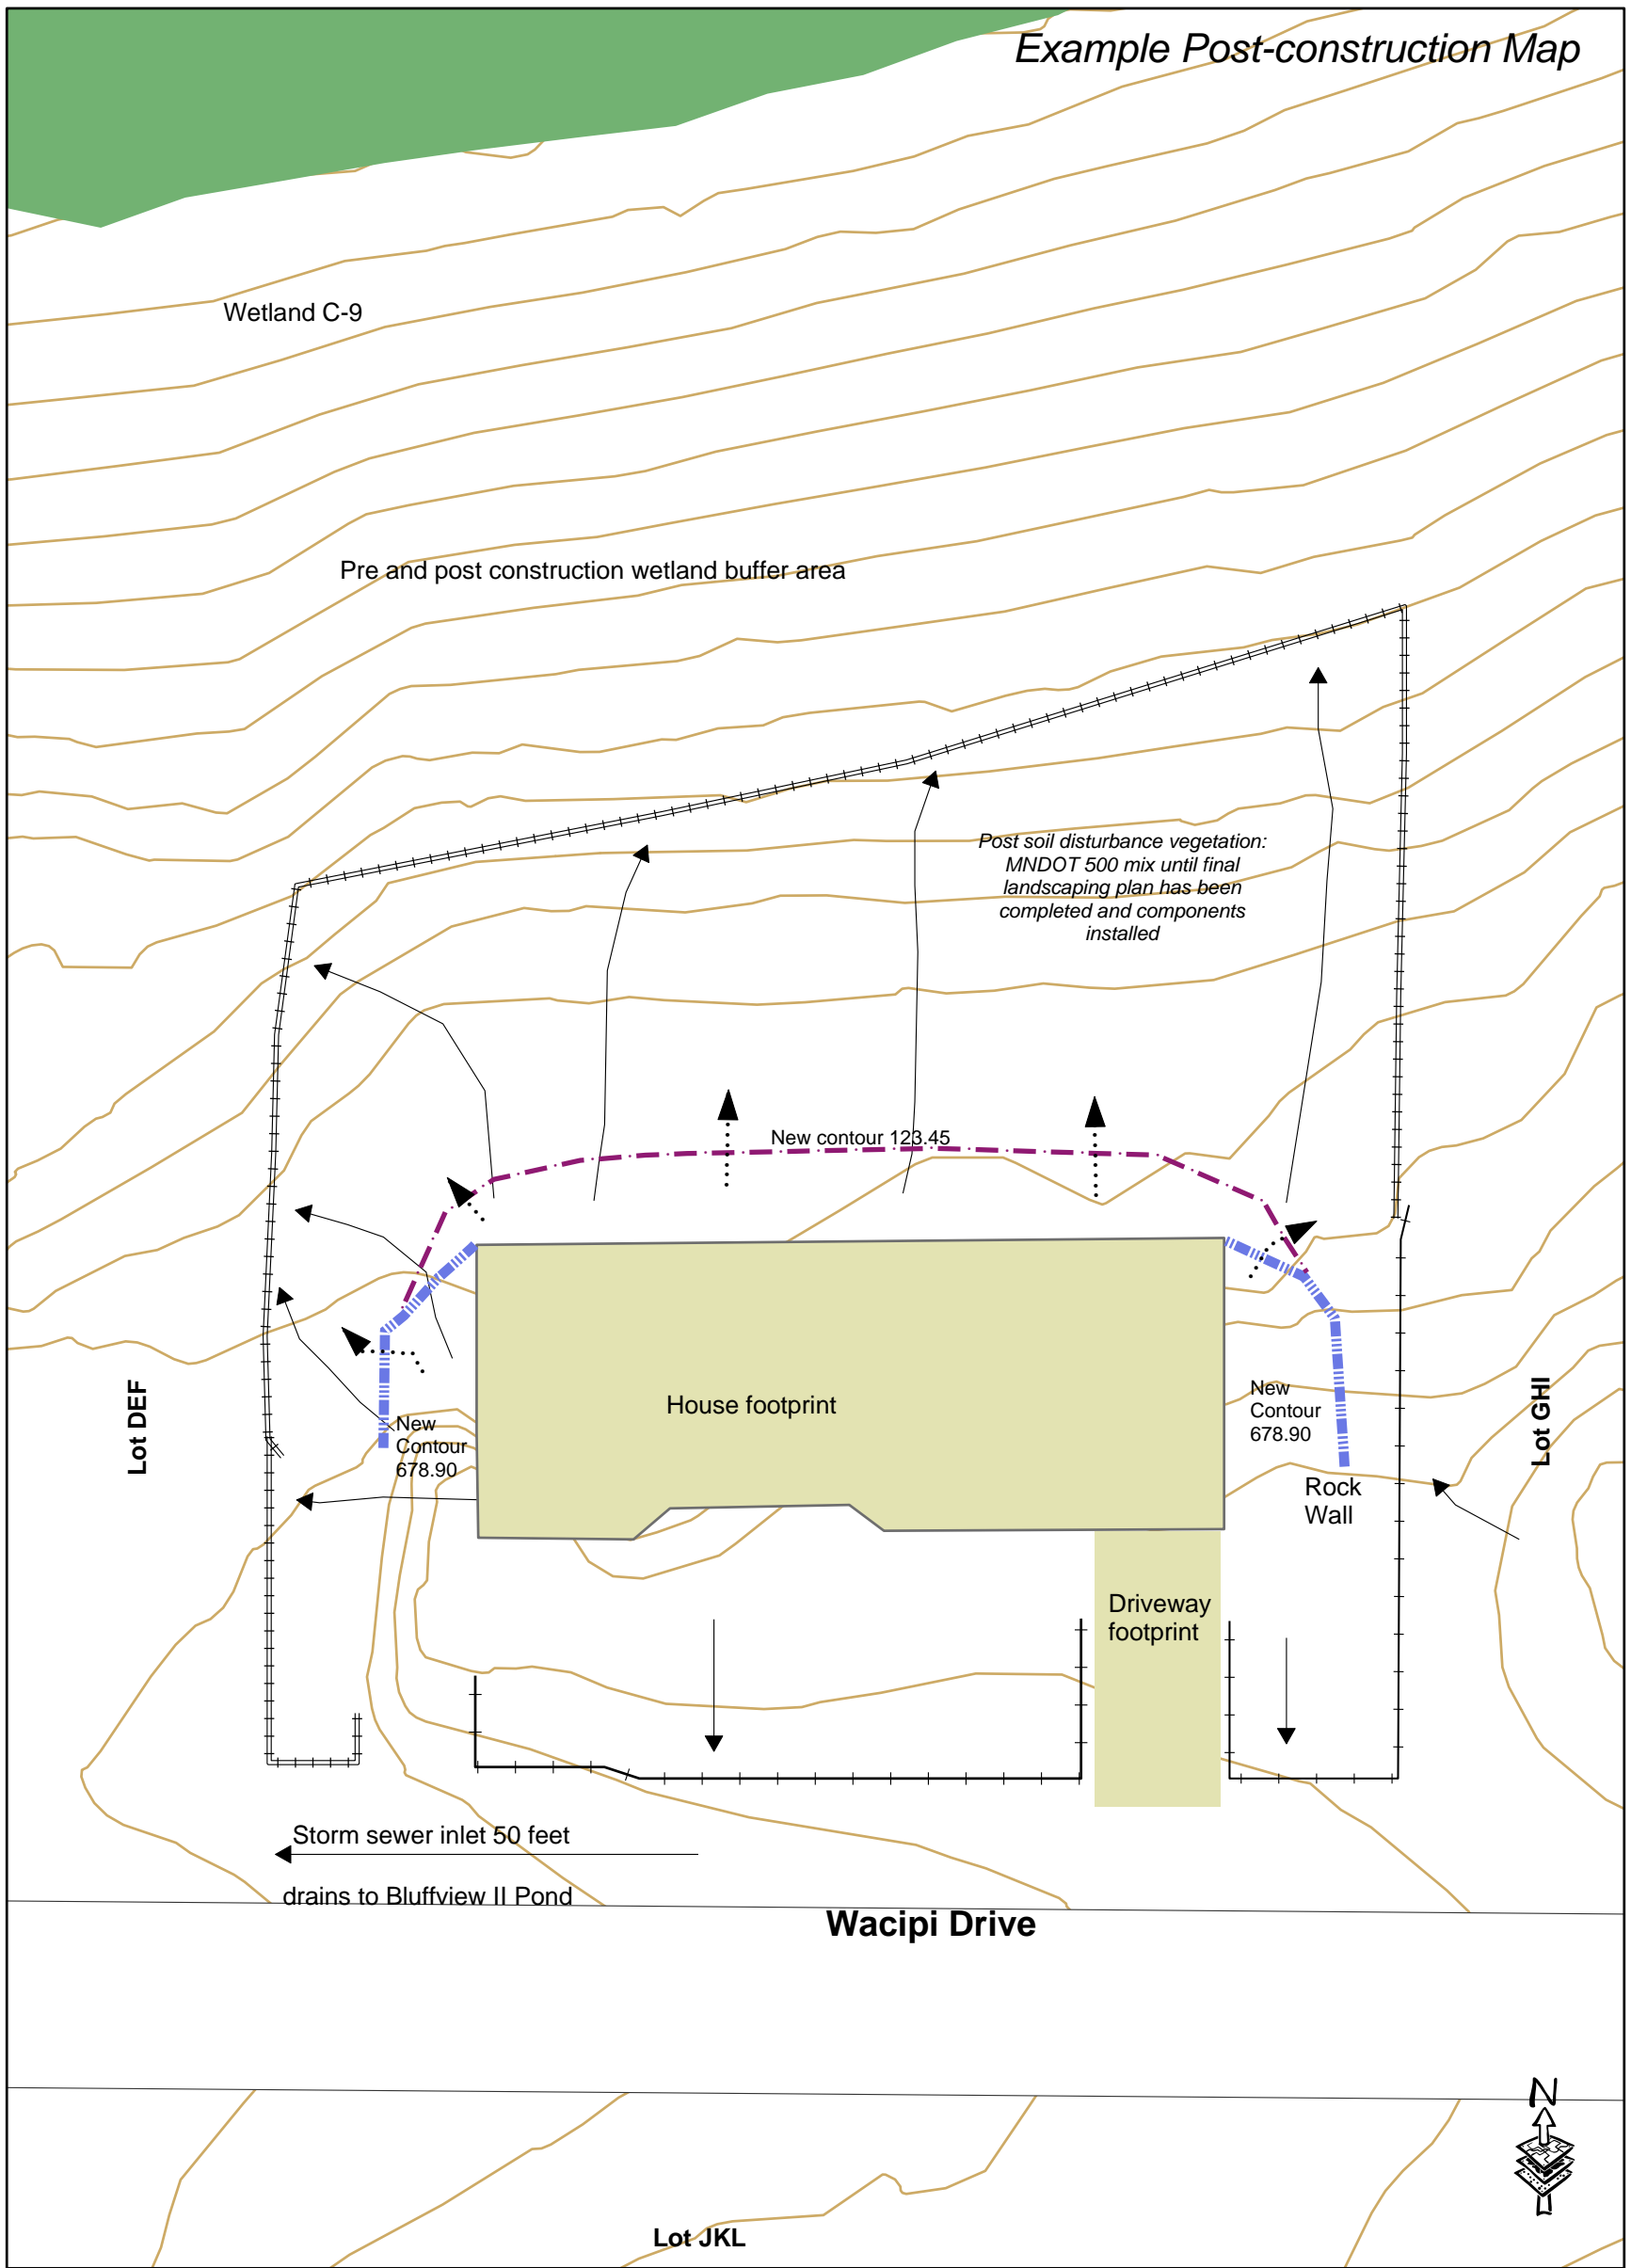 Example Post-construction Map
Wetland C-9
Pre and post construction wetland buffer area
Post soil disturbance vegetation:
MNDOT 500 mix until final
landscaping plan has been
completed and components
installed
New contour 123.45
Lot DEF
New
Contour
678.90
House footprint
New
Contour
678.90
Lot GHI
Rock
Wall
Driveway
footprint
Storm sewer inlet 50 feet
drains to Bluffview II Pond
Wacipi Drive
N
Lot JKL